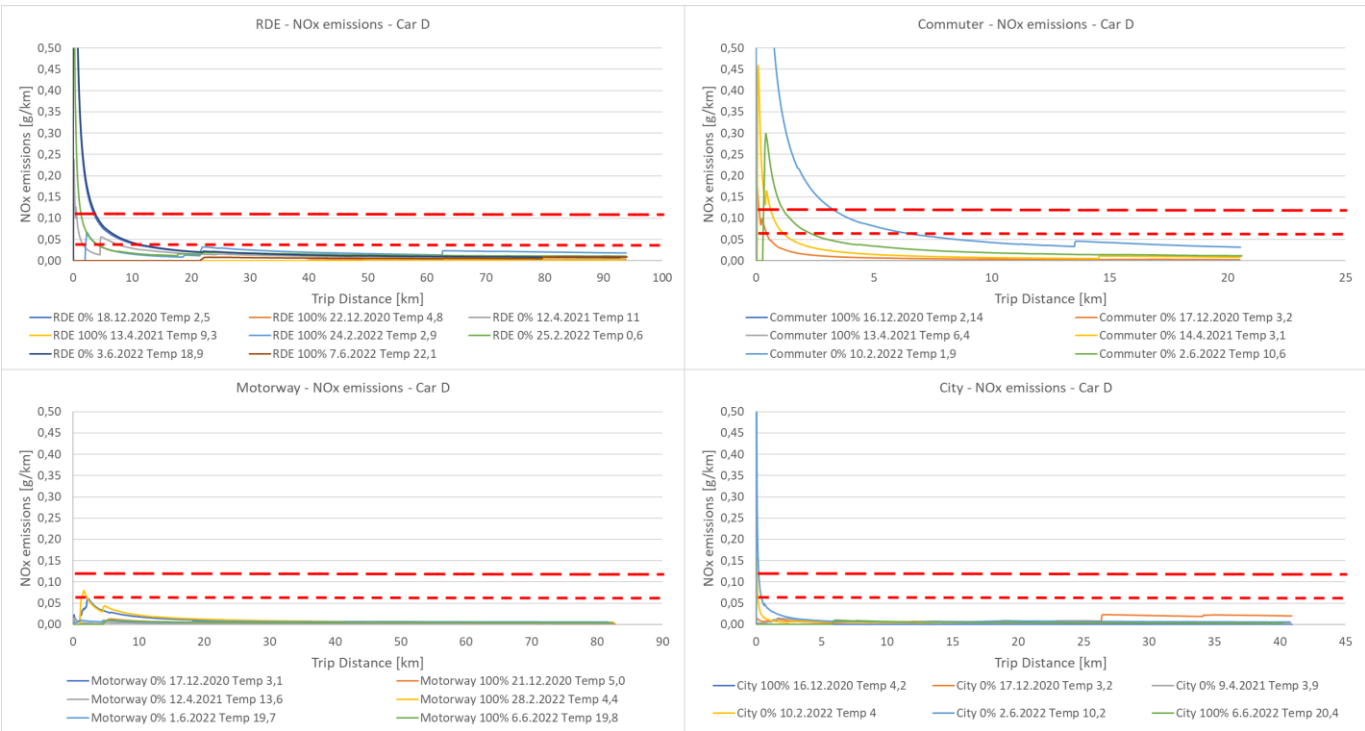 RDE - NOx emissions - Car D
NOx emissions [g/km]
0,50
0,45
0,40
0,35
0,30
0,25
0,20
0,15
0,10
0,05
0,00
0 10 20 30 40 50 60 70 80 90 100
Trip Distance [km]
RDE 0% 18.12.2020 Temp 2,5 RDE 100% 22.12.2020 Temp 4,8 RDE 0% 12.4.2021 Temp 11
RDE 100% 13.4.2021 Temp 9,3 RDE 100% 24.2.2022 Temp 2,9 RDE 0% 25.2.2022 Temp 0,6
RDE 0% 3.6.2022 Temp 18,9 RDE 100% 7.6.2022 Temp 22,1
Commuter - NOx emissions - Car D
NOx emissions [g/km]
0,50
0,45
0,40
0,35
0,30
0,25
0,20
0,15
0,10
0,05
0,00
0 5 10 15 20 25
Trip Distance [km]
Commuter 100% 16.12.2020 Temp 2,14 Commuter 0% 17.12.2020 Temp 3,2
Commuter 100% 13.4.2021 Temp 6,4 Commuter 0% 14.4.2021 Temp 3,1
Commuter 0% 10.2.2022 Temp 1,9 Commuter 0% 2.6.2022 Temp 10,6
Motorway - NOx emissions - Car D
NOx emissions [g/km]
0,50
0,45
0,40
0,35
0,30
0,25
0,20
0,15
0,10
0,05
0,00
0 10 20 30 40 50 60 70 80 90
Trip Distance [km]
Motorway 0% 17.12.2020 Temp 3,1 Motorway 100% 21.12.2020 Temp 5,0
Motorway 0% 12.4.2021 Temp 13,6 Motorway 100% 28.2.2022 Temp 4,4
Motorway 0% 1.6.2022 Temp 19,7 Motorway 100% 6.6.2022 Temp 19,8
City - NOx emissions - Car D
NOx emissions [g/km]
0,50
0,45
0,40
0,35
0,30
0,25
0,20
0,15
0,10
0,05
0,00
0 5 10 15 20 25 30 35 40 45
Trip Distance [km]
City 100% 16.12.2020 Temp 4,2 City 0% 17.12.2020 Temp 3,2 City 0% 9.4.2021 Temp 3,9
City 0% 10.2.2022 Temp 4 City 0% 2.6.2022 Temp 10,2 City 100% 6.6.2022 Temp 20,4